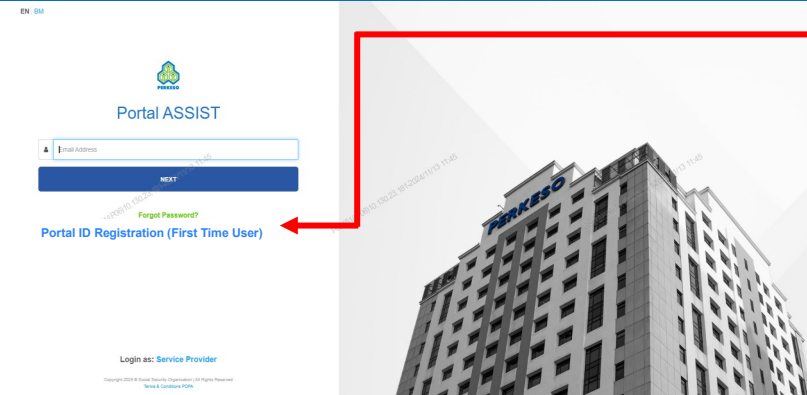 EN | BM
PERKESO
Portal ASSIST
Email Address
NEXT
Forgot Password?
Portal ID Registration (First Time User)
Login as: Service Provider
Copyright 2024 © Social Security Organisation | All Rights Reserved
Terms & Conditions PDPA
PERKESO